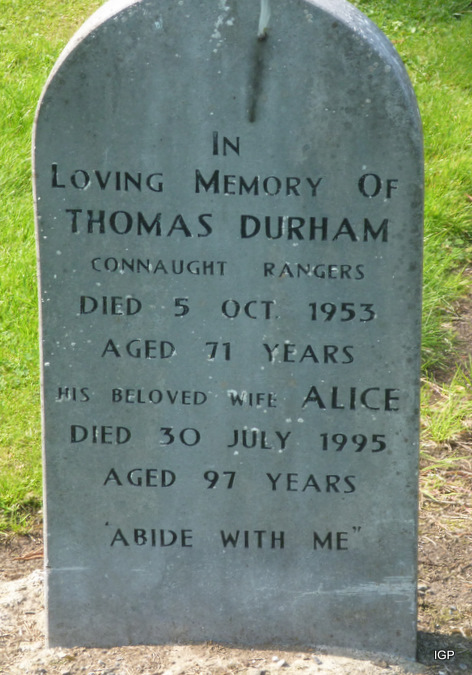 IN
LOVING MEMORY OF
THOMAS DURHAM
CONNAUGHT RANGERS
DIED 5 OCT. 1953
AGED 71 YEARS
HIS BELOVED WIFE ALICE
DIED 30 JULY 1995
AGED 97 YEARS
'ABIDE WITH ME"
IGP